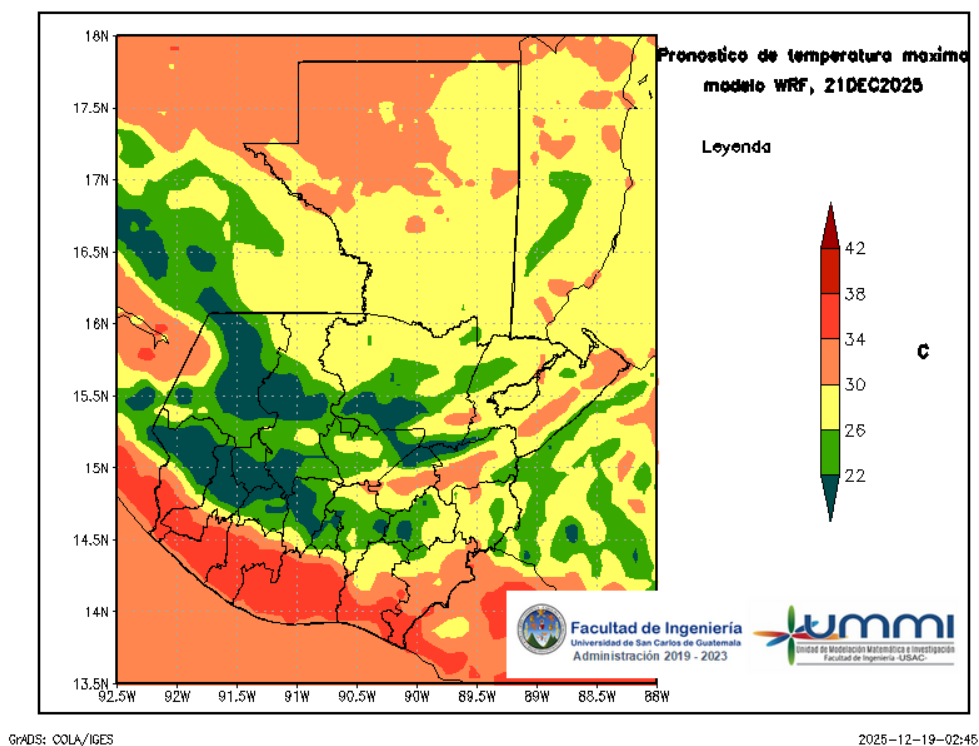 Pronostico de temperatura maxima
modelo WRF, 21DEC2025
Leyenda
18N
17.5N
17N
16.5N
16N
15.5N
15N
14.5N
14N
13.5N
92.5W
92W
91.5W
91W
90.5W
90W
89.5W
89W
88.5W
88W
42
38
34
30
26
22
C
Facultad de Ingeniería
Universidad de San Carlos de Guatemala
Administración 2019 - 2023
UMMI
Unidad de Modelación Matemática e Investigación
Facultad de Ingeniería -USAC-
GrADS: COLA/IGES
2025-12-19-02:45